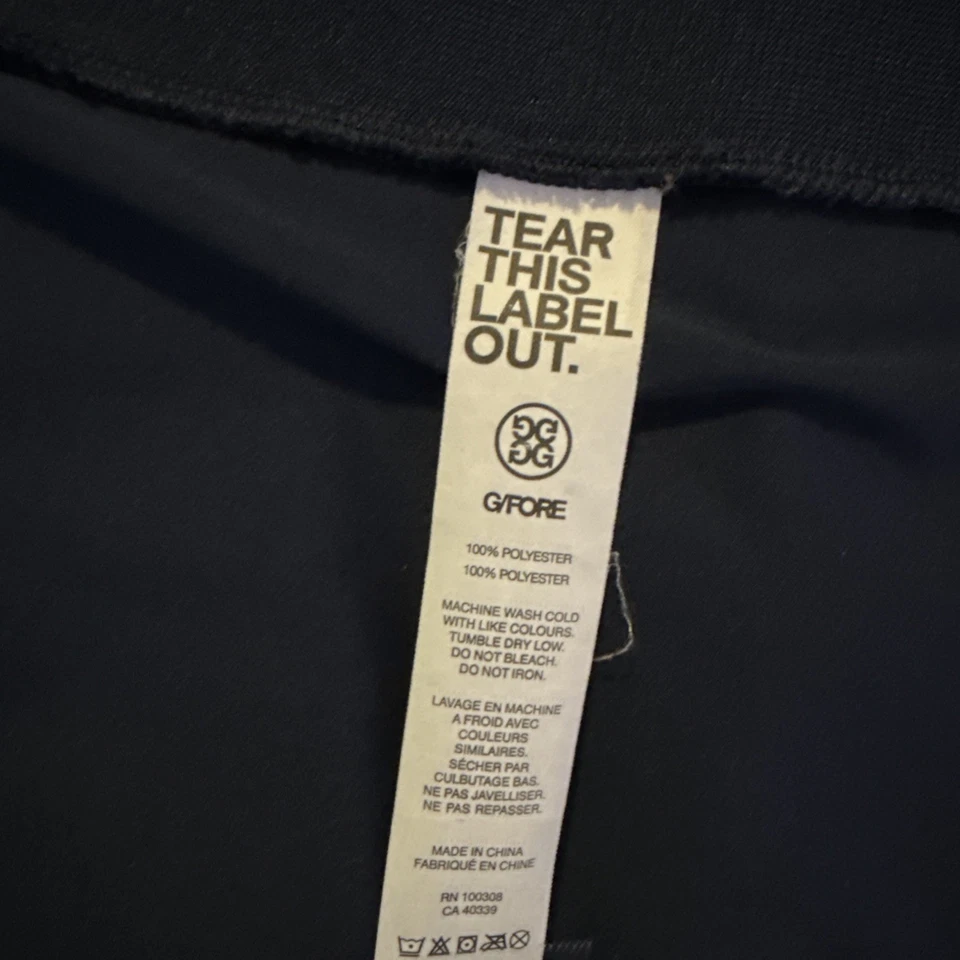 TEAR
THIS
LABEL
OUT.
G/FORE
100% POLYESTER
100% POLYESTER
MACHINE WASH COLD
WITH LIKE COLOURS.
TUMBLE DRY LOW.
DO NOT BLEACH.
DO NOT IRON.
LAVAGE EN MACHINE
A FROID AVEC
COULEURS
SIMILAIRES.
SÉCHER PAR
CULBUTAGE BAS.
NE PAS JAVELLISER.
NE PAS REPASSER.
MADE IN CHINA
FABRIQUÉ EN CHINE
RN 100308
CA 40339